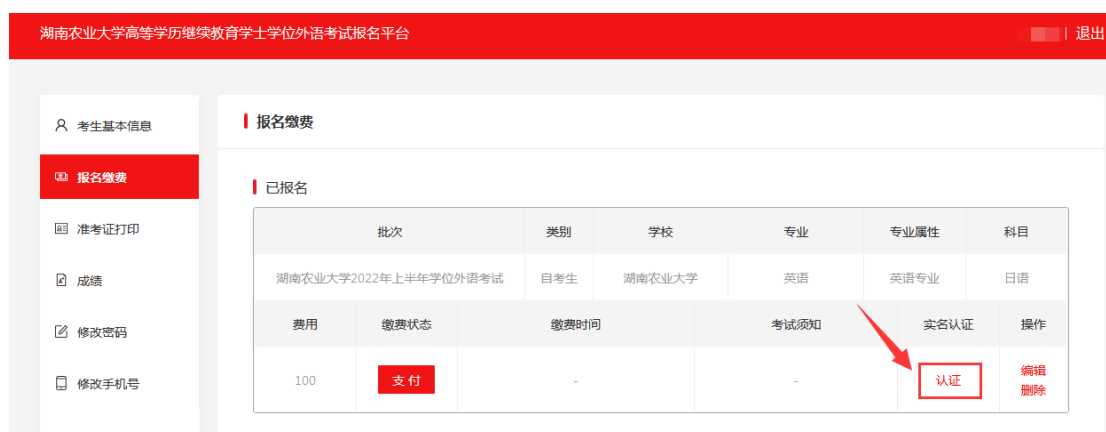 湖南农业大学高等学历继续教育学士学位外语考试报名平台
退出
考生基本信息
报名缴费
准考证打印
成绩
修改密码
修改手机号
报名缴费
已报名
批次 类别 学校 专业 专业属性 科目
湖南农业大学2022年上半年学位外语考试 自考生 湖南农业大学 英语 英语专业 日语
费用 缴费状态 缴费时间 考试须知 实名认证 操作
100 支付 - - 认证 编辑
删除